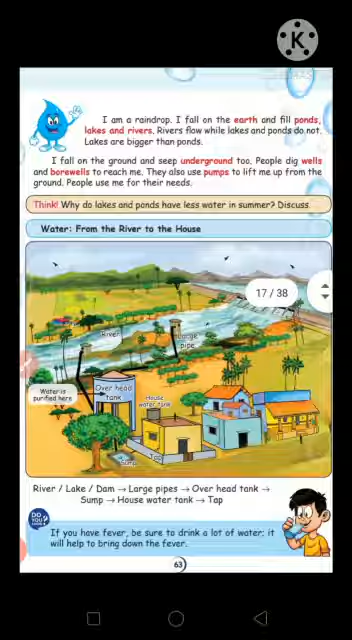 K
I am a raindrop. I fall on the earth and fill ponds,
lakes and rivers. Rivers flow while lakes and ponds do not.
Lakes are bigger than ponds.
I fall on the ground and seep underground too. People dig wells
and borewells to reach me. They also use pumps to lift me up from the
ground. People use me for their needs.
Think! Why do lakes and ponds have less water in summer? Discuss.
Water: From the River to the House
17 / 38
River
Large
pipe
Water is
purified here
Over head
tank
House
water tank
Sump
Tap
River / Lake / Dam → Large pipes → Over head tank →
Sump → House water tank → Tap
DO
YOU
KNOW?
If you have fever, be sure to drink a lot of water; it
will help to bring down the fever.
63